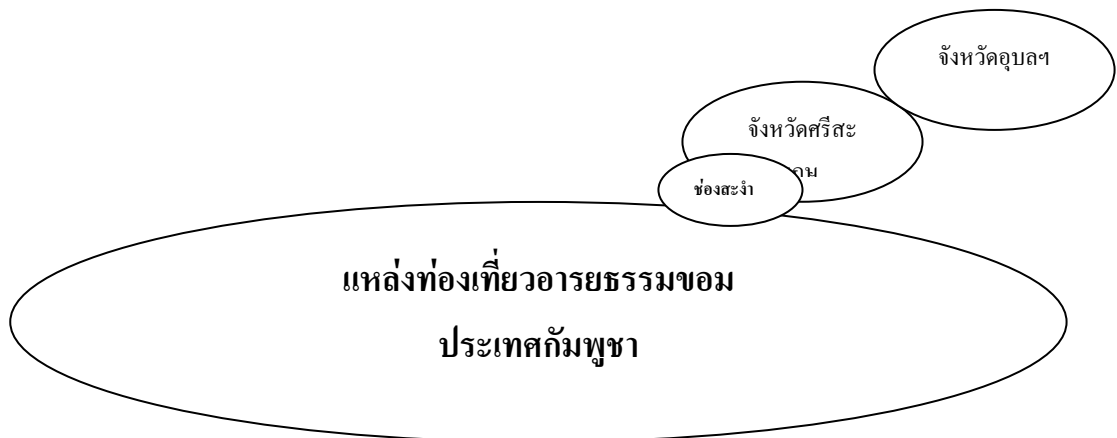 จังหวัดอุบลฯ
จังหวัดศรีสะ
ช่องสะงำ
แหล่งท่องเที่ยวอารยธรรมขอม
ประเทศกัมพูชา